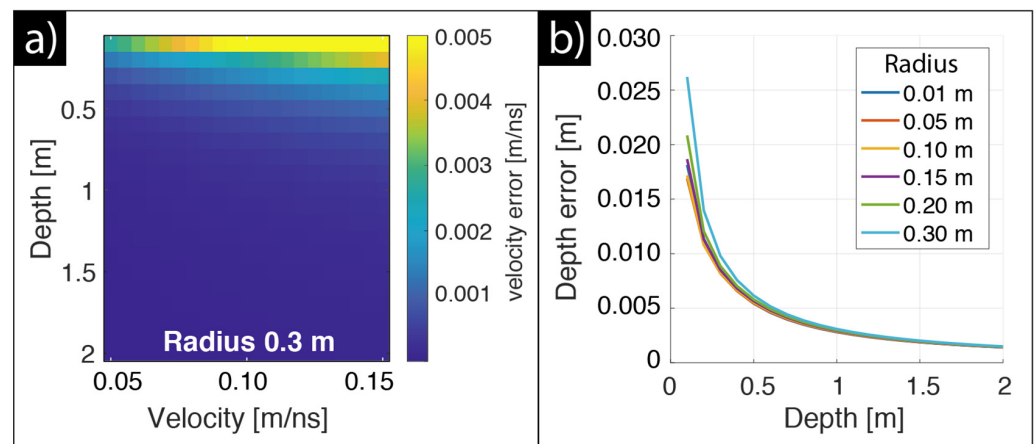 a)
Depth [m]
0.5
1
1.5
2
0.05
0.10
0.15
Velocity [m/ns]
Radius 0.3 m
0.005
0.004
0.003
0.002
0.001
velocity error [m/ns]
b)
Depth error [m]
0.030
0.025
0.020
0.015
0.010
0.005
0
0
0.5
1
1.5
2
Depth [m]
Radius
0.01 m
0.05 m
0.10 m
0.15 m
0.20 m
0.30 m